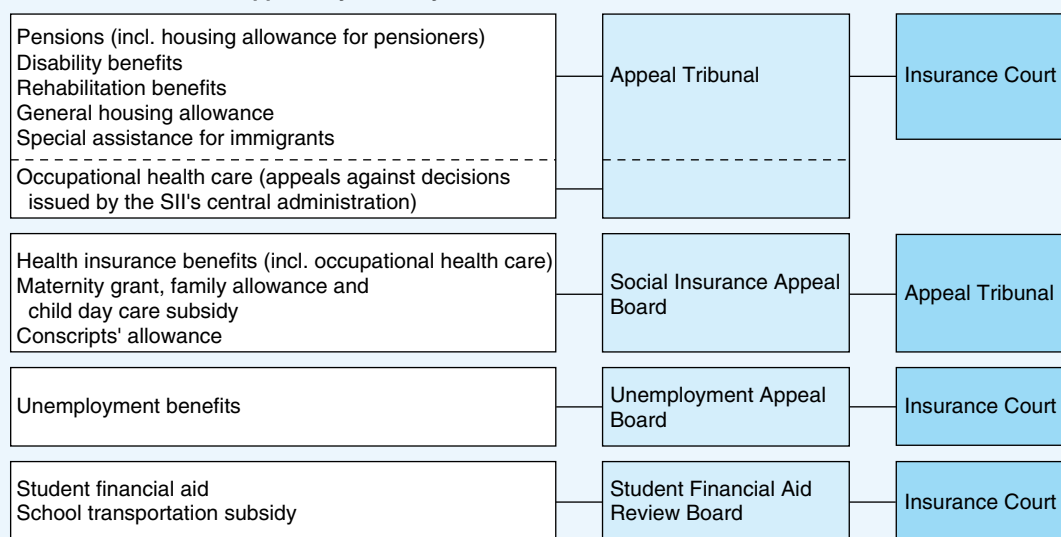 Pensions (incl. housing allowance for pensioners)
Disability benefits
Rehabilitation benefits
General housing allowance
Special assistance for immigrants
Appeal Tribunal
Insurance Court
Occupational health care (appeals against decisions
issued by the SII's central administration)
Health insurance benefits (incl. occupational health care)
Maternity grant, family allowance and
child day care subsidy
Conscripts' allowance
Social Insurance Appeal
Board
Appeal Tribunal
Unemployment benefits
Unemployment Appeal
Board
Insurance Court
Student financial aid
School transportation subsidy
Student Financial Aid
Review Board
Insurance Court